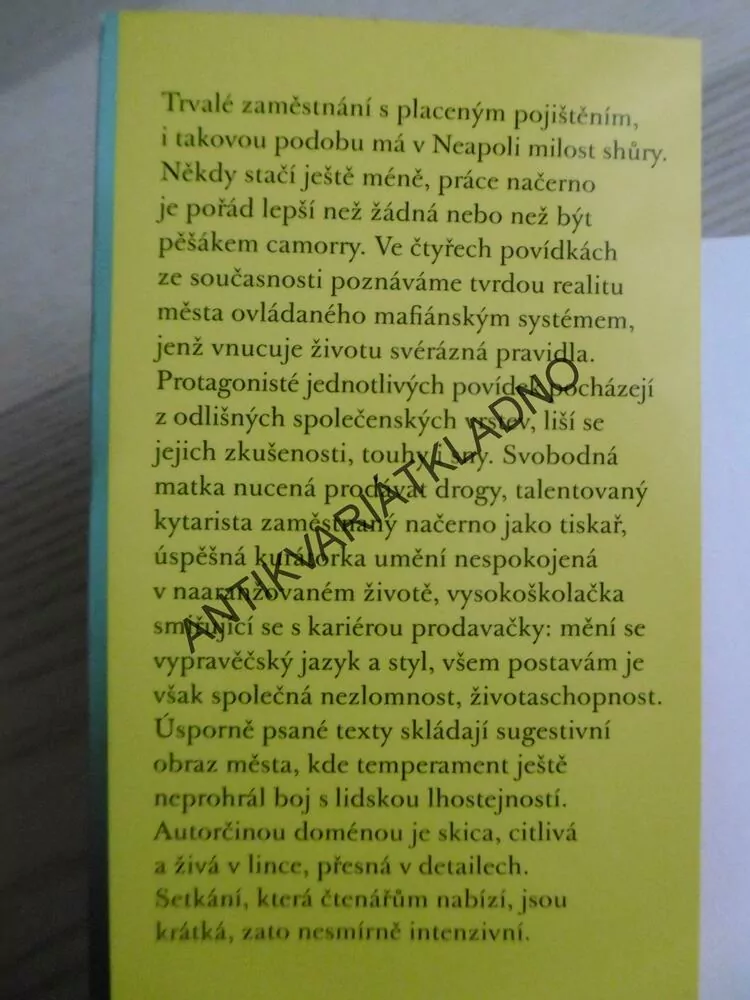 Trvalé zaměstnání s placeným pojištěním,
i takovou podobu má v Neapoli milost shůry.
Někdy stačí ještě méně, práce načerno
je pořád lepší než žádná nebo než být
pěšákem camorry. Ve čtyřech povídkách
ze současnosti poznáváme tvrdou realitu
města ovládaného mafiánským systémem,
jenž vnucuje životu svérázná pravidla.
Protagonisté jednotlivých povídek pocházejí
z odlišných společenských vrstev, liší se
jejich zkušenosti, touhy i sny. Svobodná
matka nucená prodávat drogy, talentovaný
kytarista zaměstnaný načerno jako tiskař,
úspěšná kurátorka umění nespokojená
v naaranžovaném životě, vysokoškolačka
smiřující se s kariérou prodavačky: mění se
vypravěčský jazyk a styl, všem postavám je
však společná nezlomnost, životaschopnost.
Úsporně psané texty skládají sugestivní
obraz města, kde temperament ještě
neprohrál boj s lidskou lhostejností.
Autorčinou doménou je skica, citlivá
a živá v lince, přesná v detailech.
Setkání, která čtenářům nabízí, jsou
krátká, zato nesmírně intenzivní.
ANTIKVARIÁTKLADNO